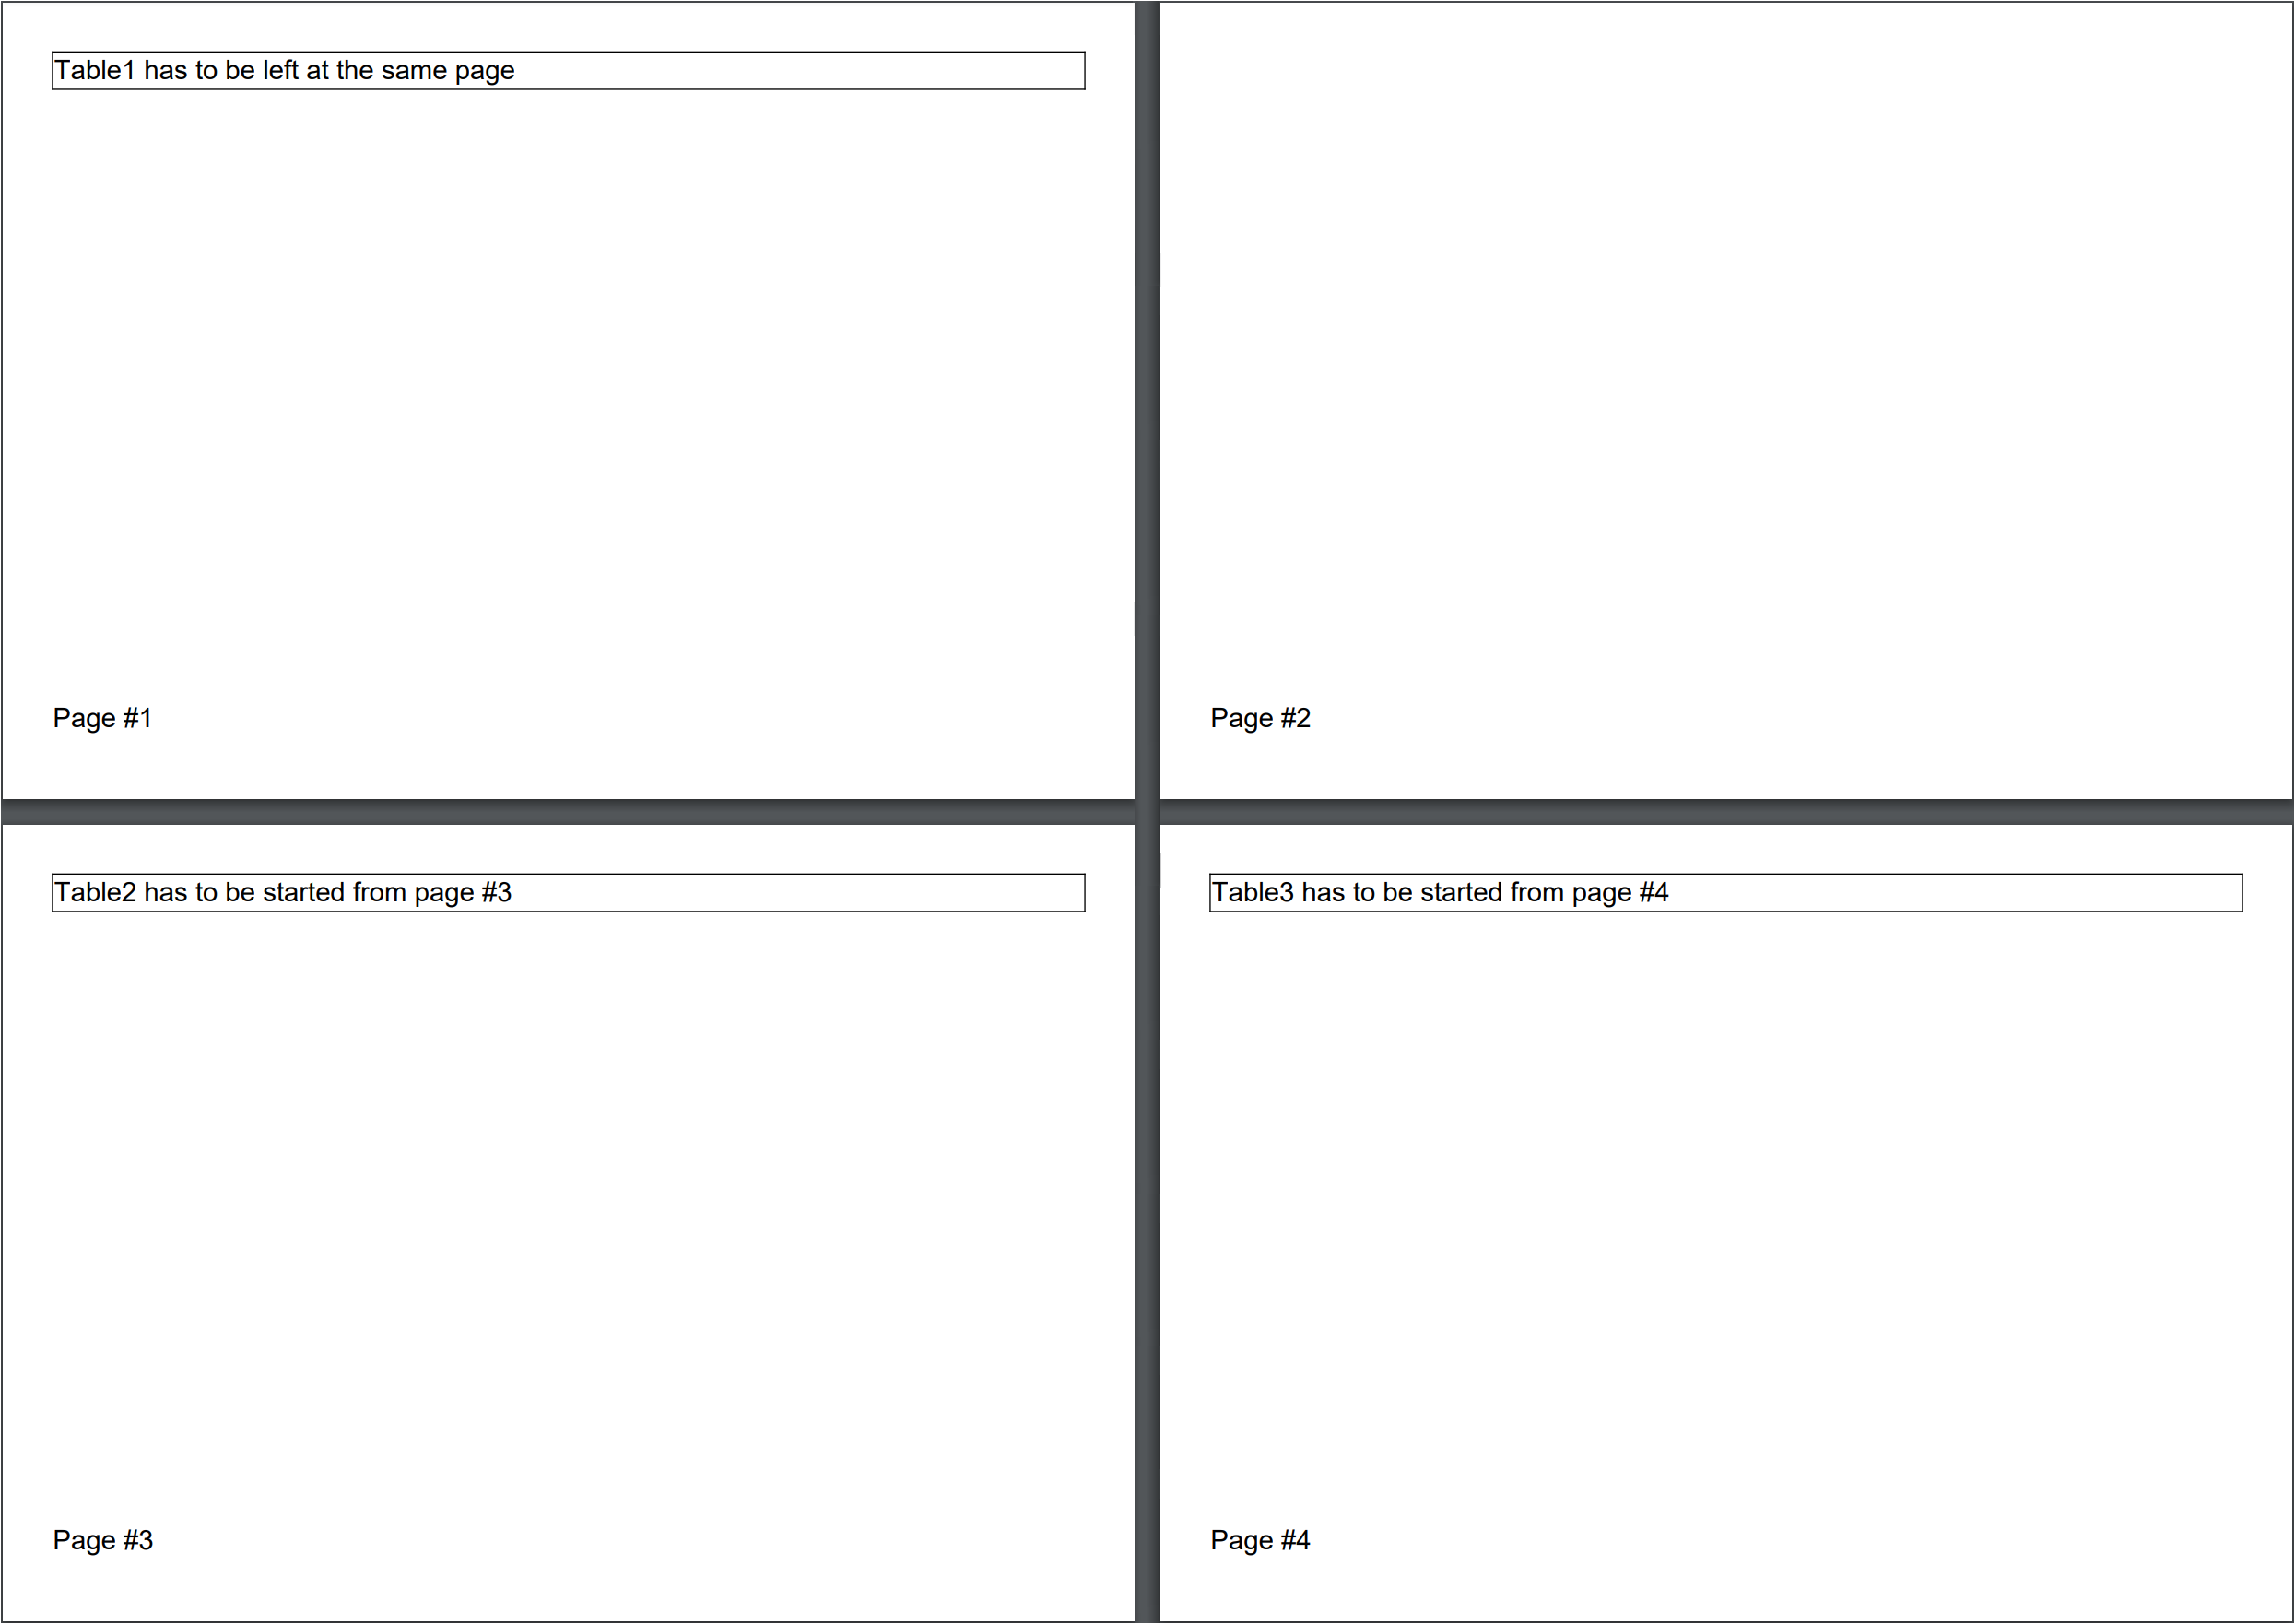 Table1 has to be left at the same page
Page #1
Page #2
Table2 has to be started from page #3
Page #3
Table3 has to be started from page #4
Page #4